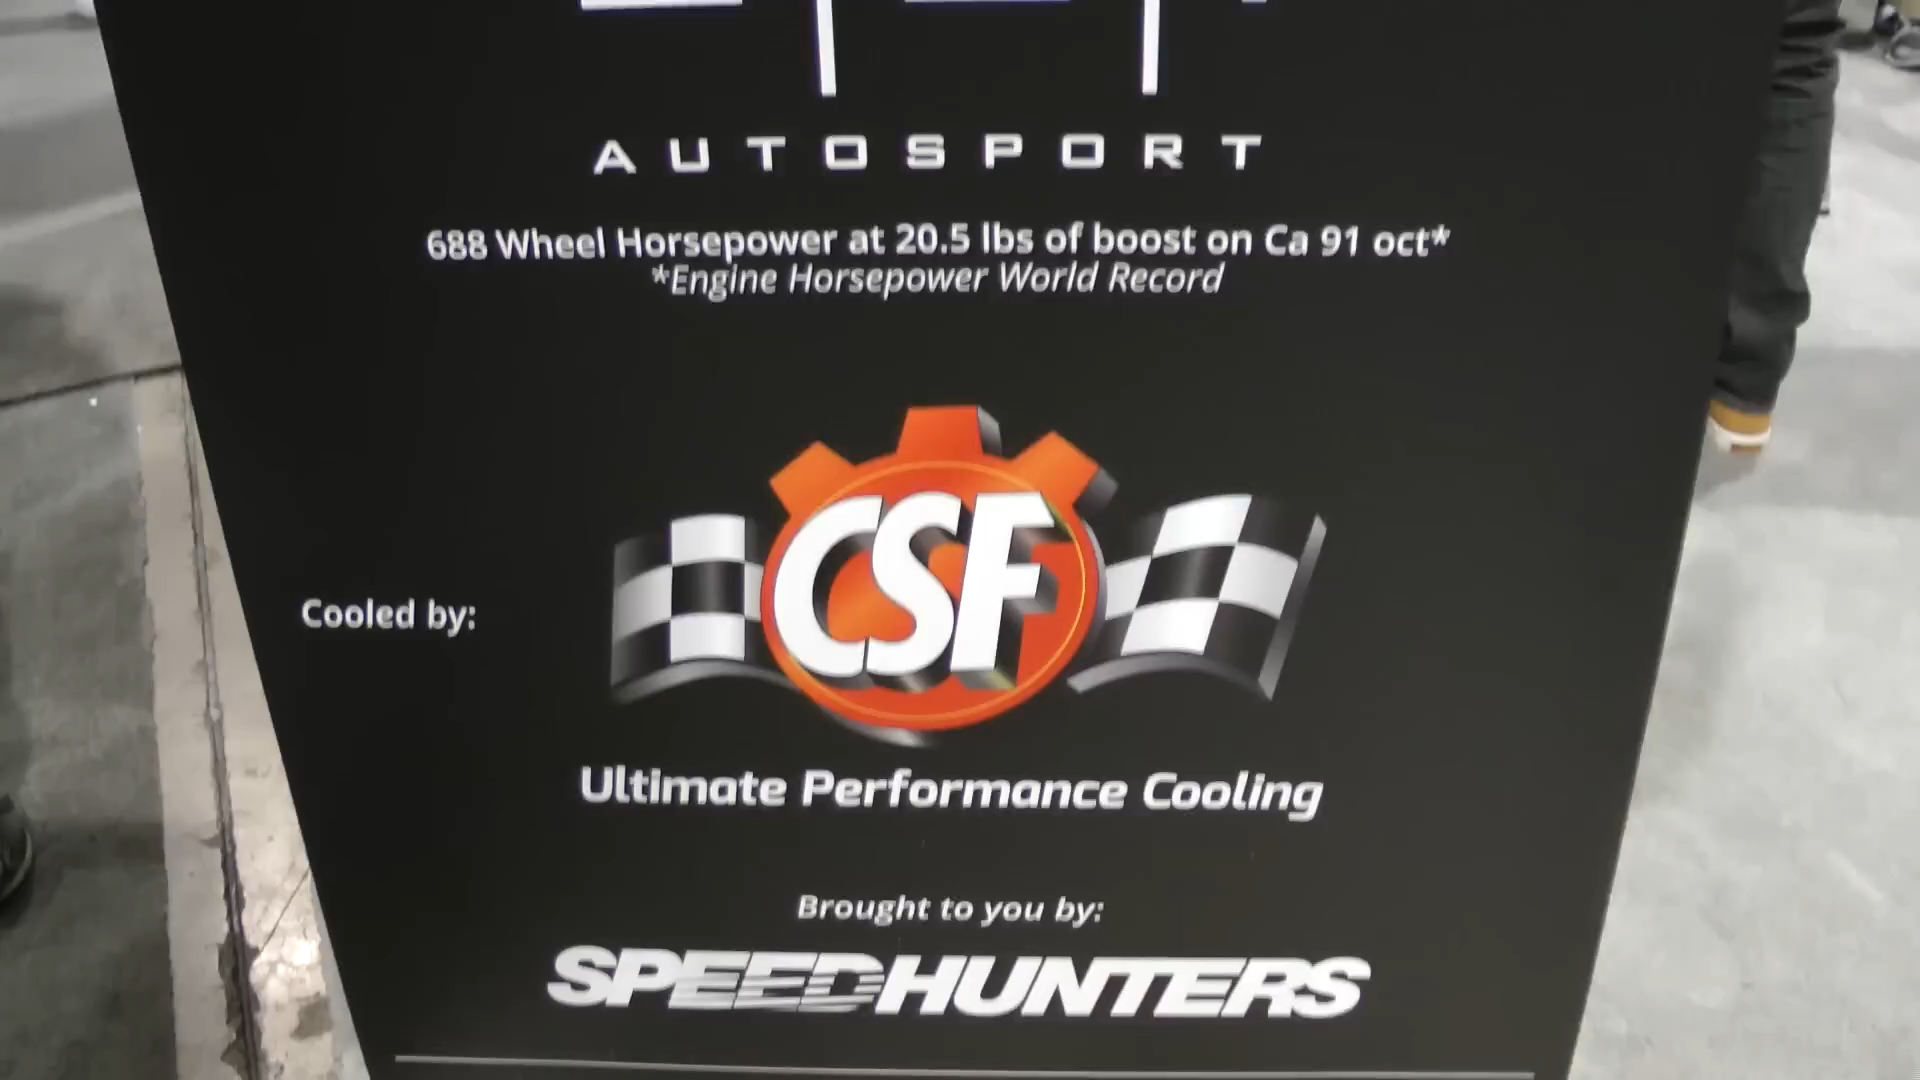 AUTOSPORT
688 Wheel Horsepower at 20.5 lbs of boost on Ca 91 oct*
*Engine Horsepower World Record
CSF
Cooled by:
Ultimate Performance Cooling
Brought to you by:
SPEEDHUNTERS